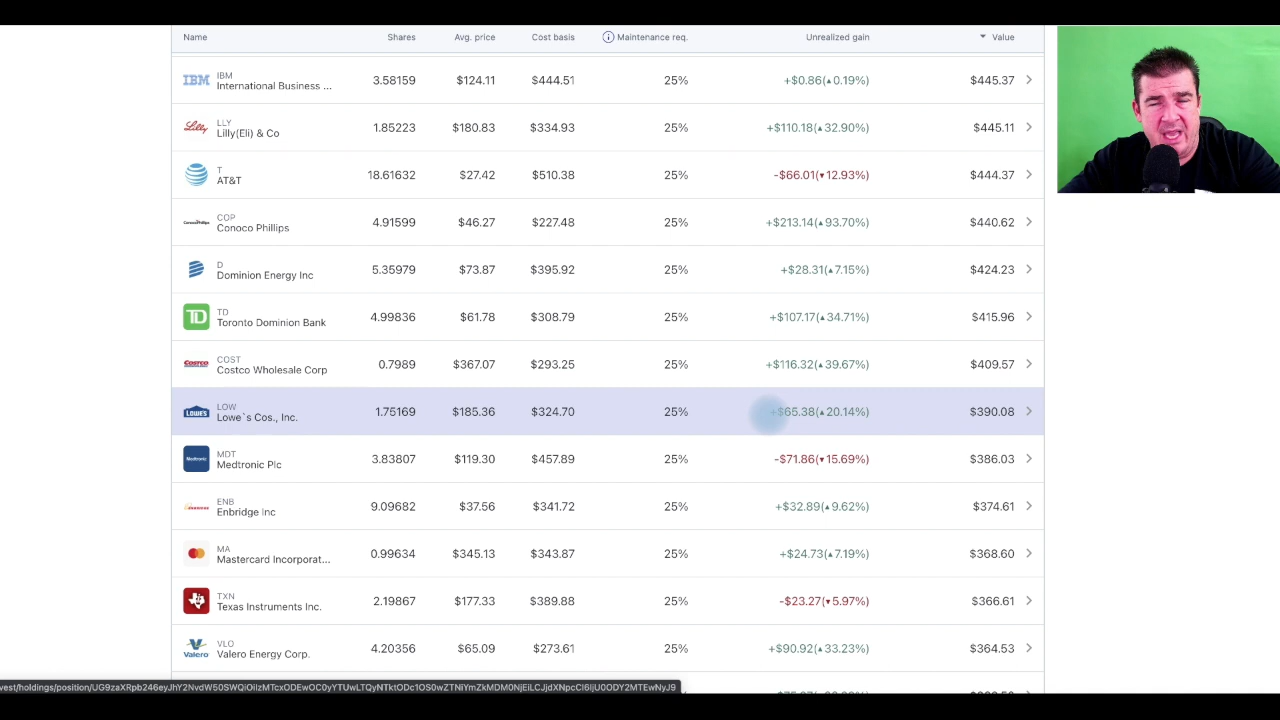 Name Shares Avg. price Cost basis Maintenance req. Unrealized gain Value
IBM
IBM International Business ... 3.58159 $124.11 $444.51 25% +$0.86(▲0.19%) $445.37
Lilly LLY
Lilly(Eli) & Co 1.85223 $180.83 $334.93 25% +$110.18(▲32.90%) $445.11
T
AT&T 18.61632 $27.42 $510.38 25% -$66.01(▼12.93%) $444.37
ConocoPhillips COP
Conoco Phillips 4.91599 $46.27 $227.48 25% +$213.14(▲93.70%) $440.62
D
Dominion Energy Inc 5.35979 $73.87 $395.92 25% +$28.31(▲7.15%) $424.23
TD TD
Toronto Dominion Bank 4.99836 $61.78 $308.79 25% +$107.17(▲34.71%) $415.96
Costco COST
Costco Wholesale Corp 0.7989 $367.07 $293.25 25% +$116.32(▲39.67%) $409.57
LOWE'S LOW
Lowe`s Cos., Inc. 1.75169 $185.36 $324.70 25% +$65.38(▲20.14%) $390.08
Medtronic MDT
Medtronic Plc 3.83807 $119.30 $457.89 25% -$71.86(▼15.69%) $386.03
ENB
Enbridge inc 9.09682 $37.56 $341.72 25% +$32.89(▲9.62%) $374.61
MA
Mastercard Incorporat... 0.99634 $345.13 $343.87 25% +$24.73(▲7.19%) $368.60
TXN
Texas Instruments Inc. 2.19867 $177.33 $389.88 25% -$23.27(▼5.97%) $366.61
Valero VLO
Valero Energy Corp. 4.20356 $65.09 $273.61 25% +$90.92(▲33.23%) $364.53